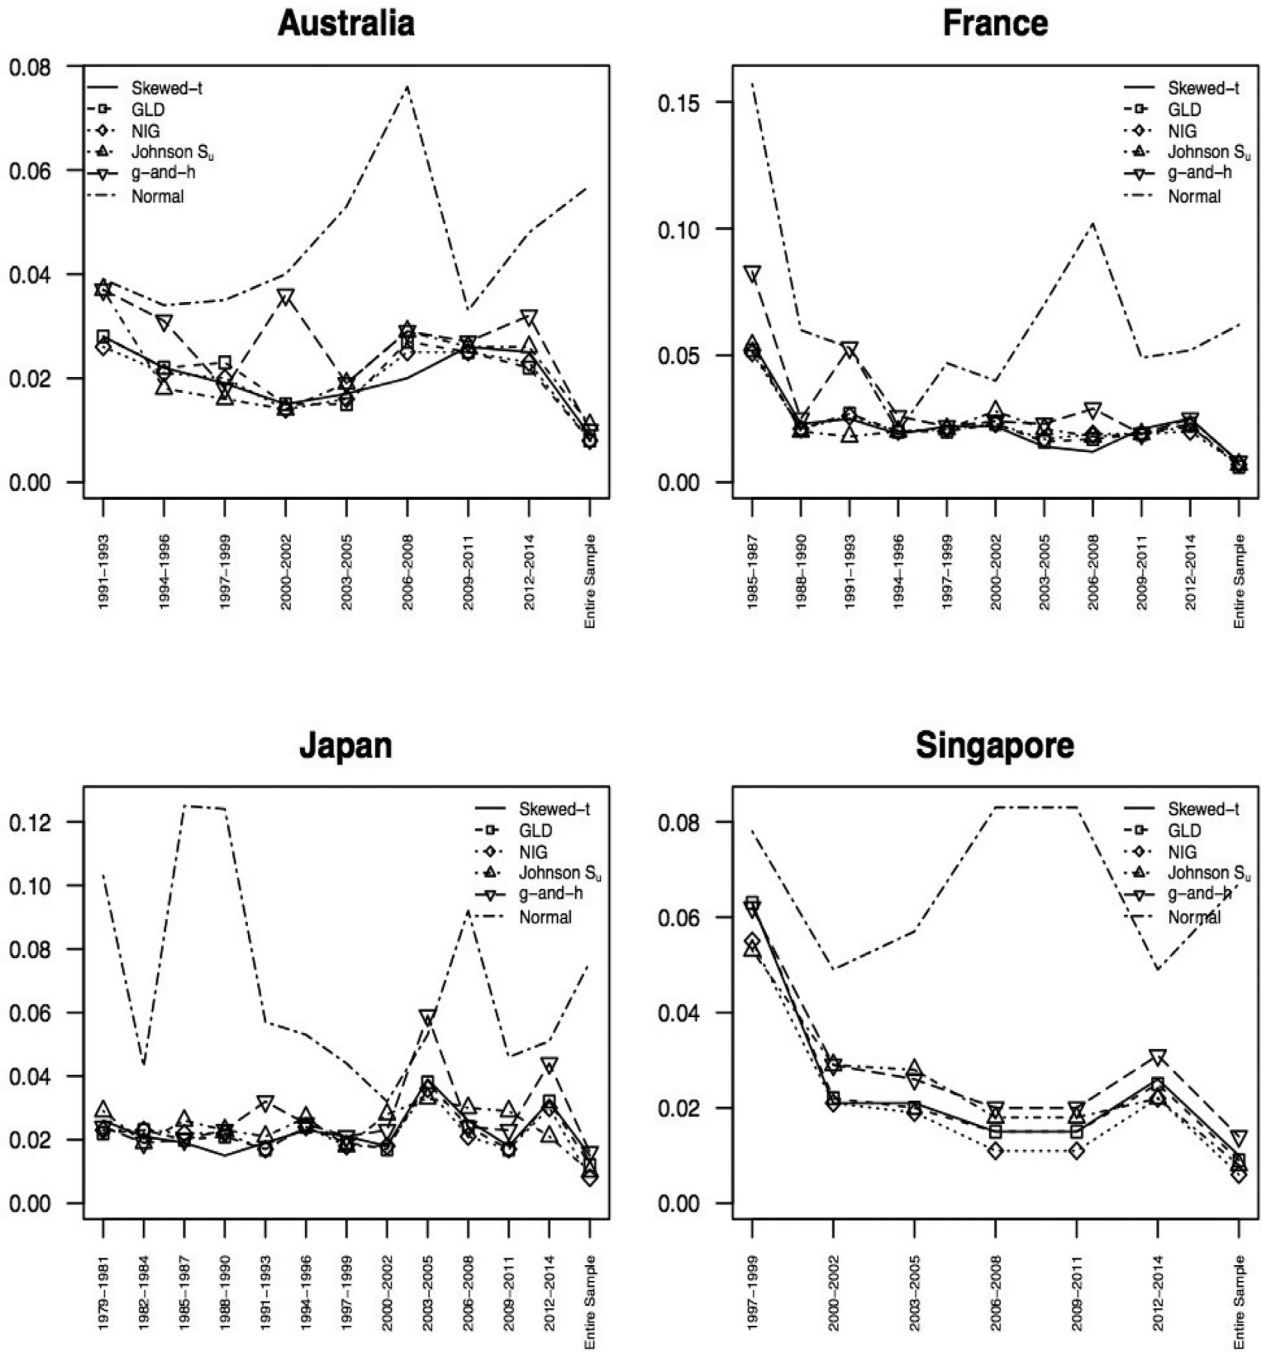 Australia
0.08
0.06
0.04
0.02
0.00
Skewed−t
GLD
NIG
Johnson Su
g−and−h
Normal
1991−1993
1994−1996
1997−1999
2000−2002
2003−2005
2006−2008
2009−2011
2012−2014
Entire Sample
France
0.15
0.10
0.05
0.00
Skewed−t
GLD
NIG
Johnson Su
g−and−h
Normal
1985−1987
1988−1990
1991−1993
1994−1996
1997−1999
2000−2002
2003−2005
2006−2008
2009−2011
2012−2014
Entire Sample
Japan
0.12
0.10
0.08
0.06
0.04
0.02
0.00
Skewed−t
GLD
NIG
Johnson Su
g−and−h
Normal
1979−1981
1982−1984
1985−1987
1988−1990
1991−1993
1994−1996
1997−1999
2000−2002
2003−2005
2006−2008
2009−2011
2012−2014
Entire Sample
Singapore
0.08
0.06
0.04
0.02
0.00
Skewed−t
GLD
NIG
Johnson Su
g−and−h
Normal
1997−1999
2000−2002
2003−2005
2006−2008
2009−2011
2012−2014
Entire Sample